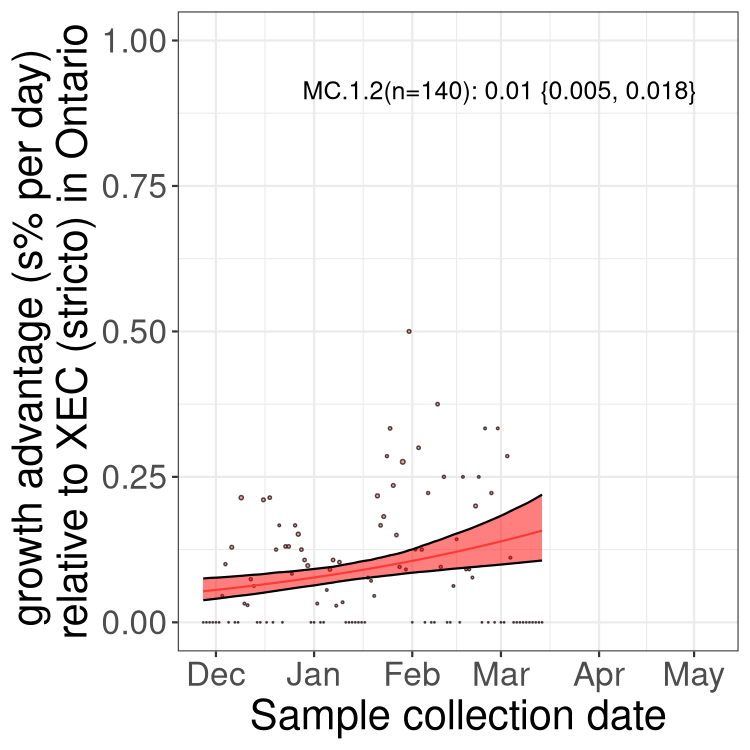 growth advantage (s% per day)
relative to XEC (stricto) in Ontario
1.00
0.75
0.50
0.25
0.00
MC.1.2(n=140): 0.01 {0.005, 0.018}
Dec Jan Feb Mar Apr May
Sample collection date